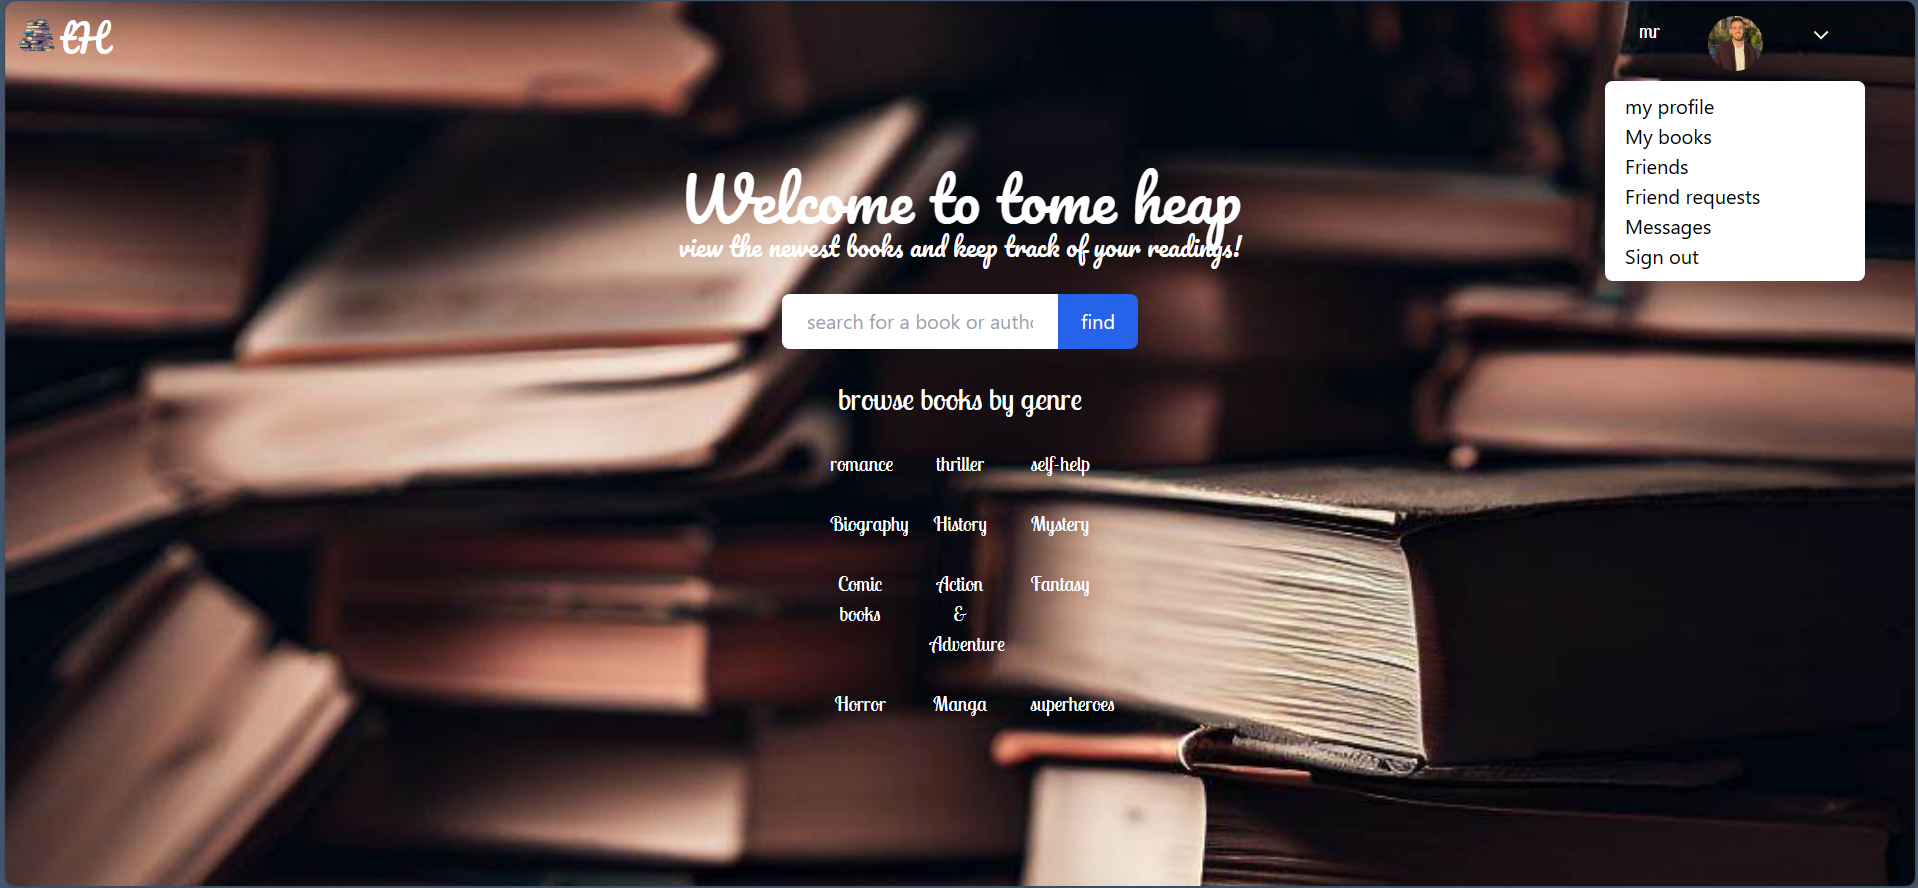 tH
mr
my profile
My books
Friends
Friend requests
Messages
Sign out
Welcome to tome heap
view the newest books and keep track of your readings!
search for a book or autho
find
browse books by genre
romance thriller self-help
Biography History Mystery
Comic Action Fantasy
books &
Adventure
Horror Manga superheroes